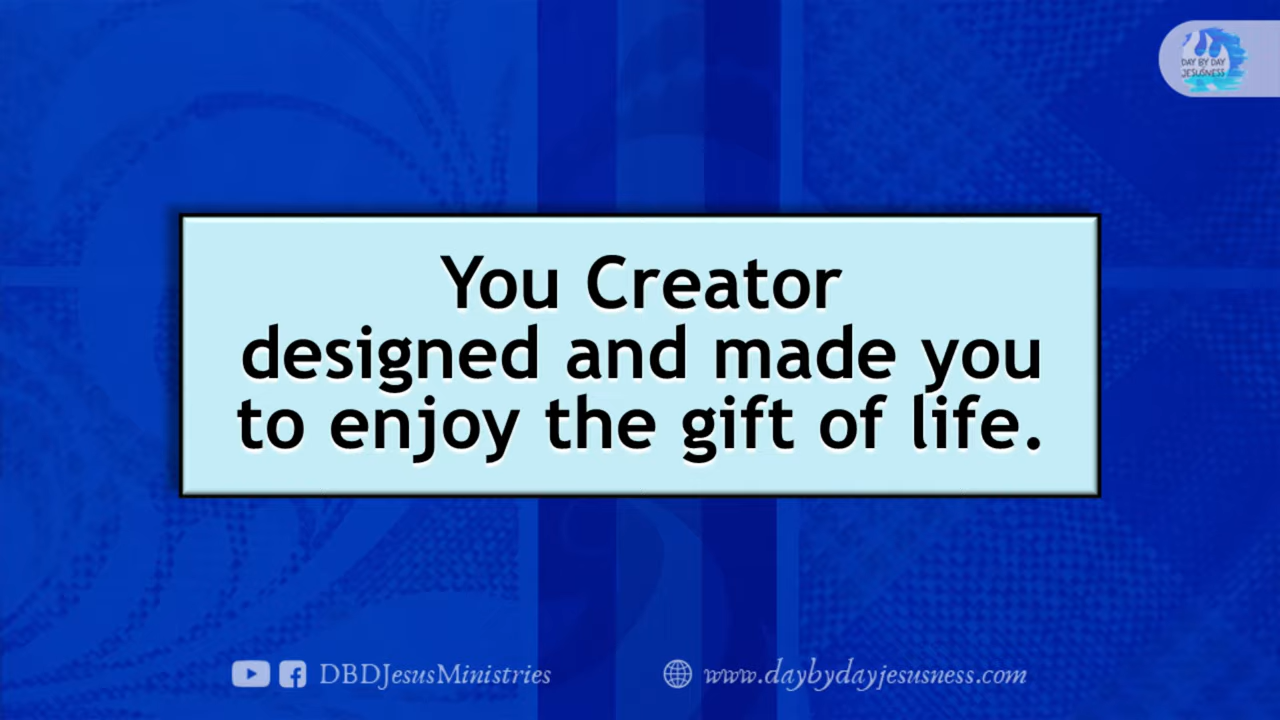 DAY BY DAY
JESUSNESS
You Creator
designed and made you
to enjoy the gift of life.
DBDJesusMinistries
www.daybydayjesusness.com